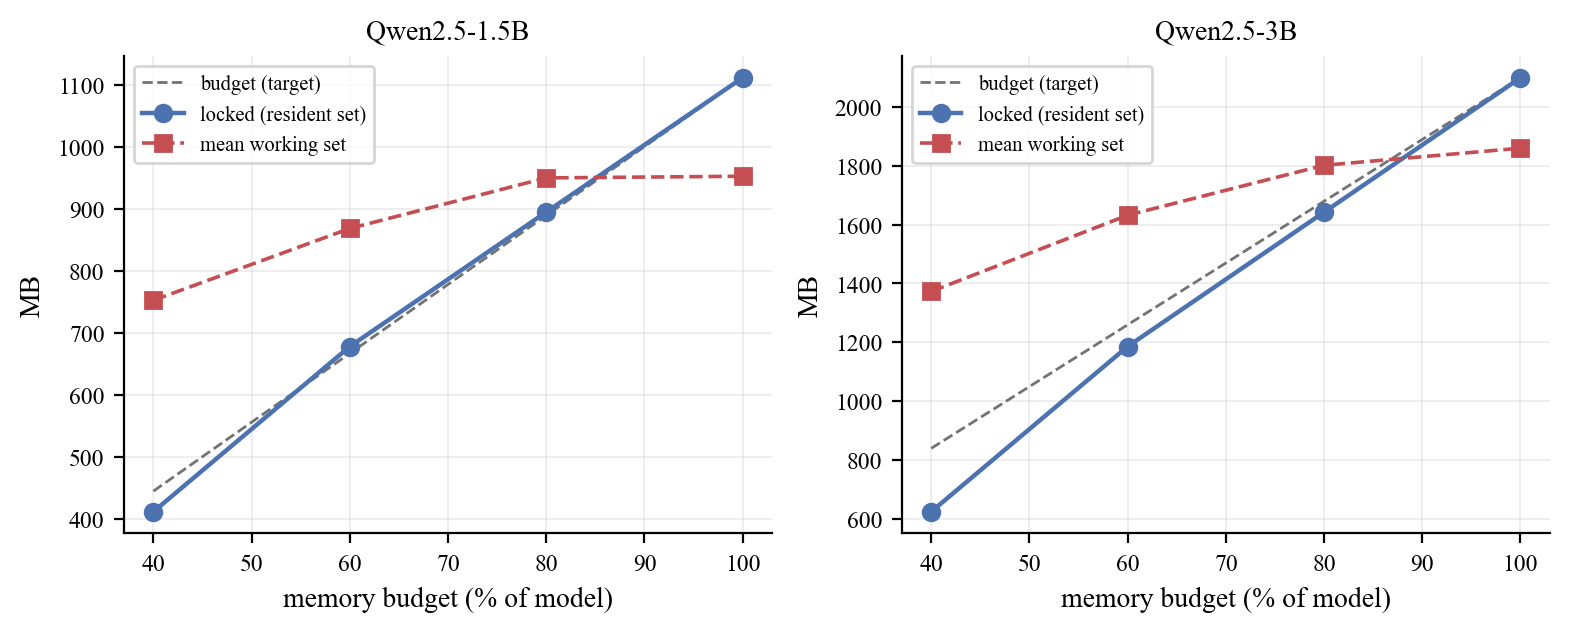 Qwen2.5-1.5B
budget (target)
locked (resident set)
mean working set
MB
1100
1000
900
800
700
600
500
400
40 50 60 70 80 90 100
memory budget (% of model)
Qwen2.5-3B
budget (target)
locked (resident set)
mean working set
MB
2000
1800
1600
1400
1200
1000
800
600
40 50 60 70 80 90 100
memory budget (% of model)